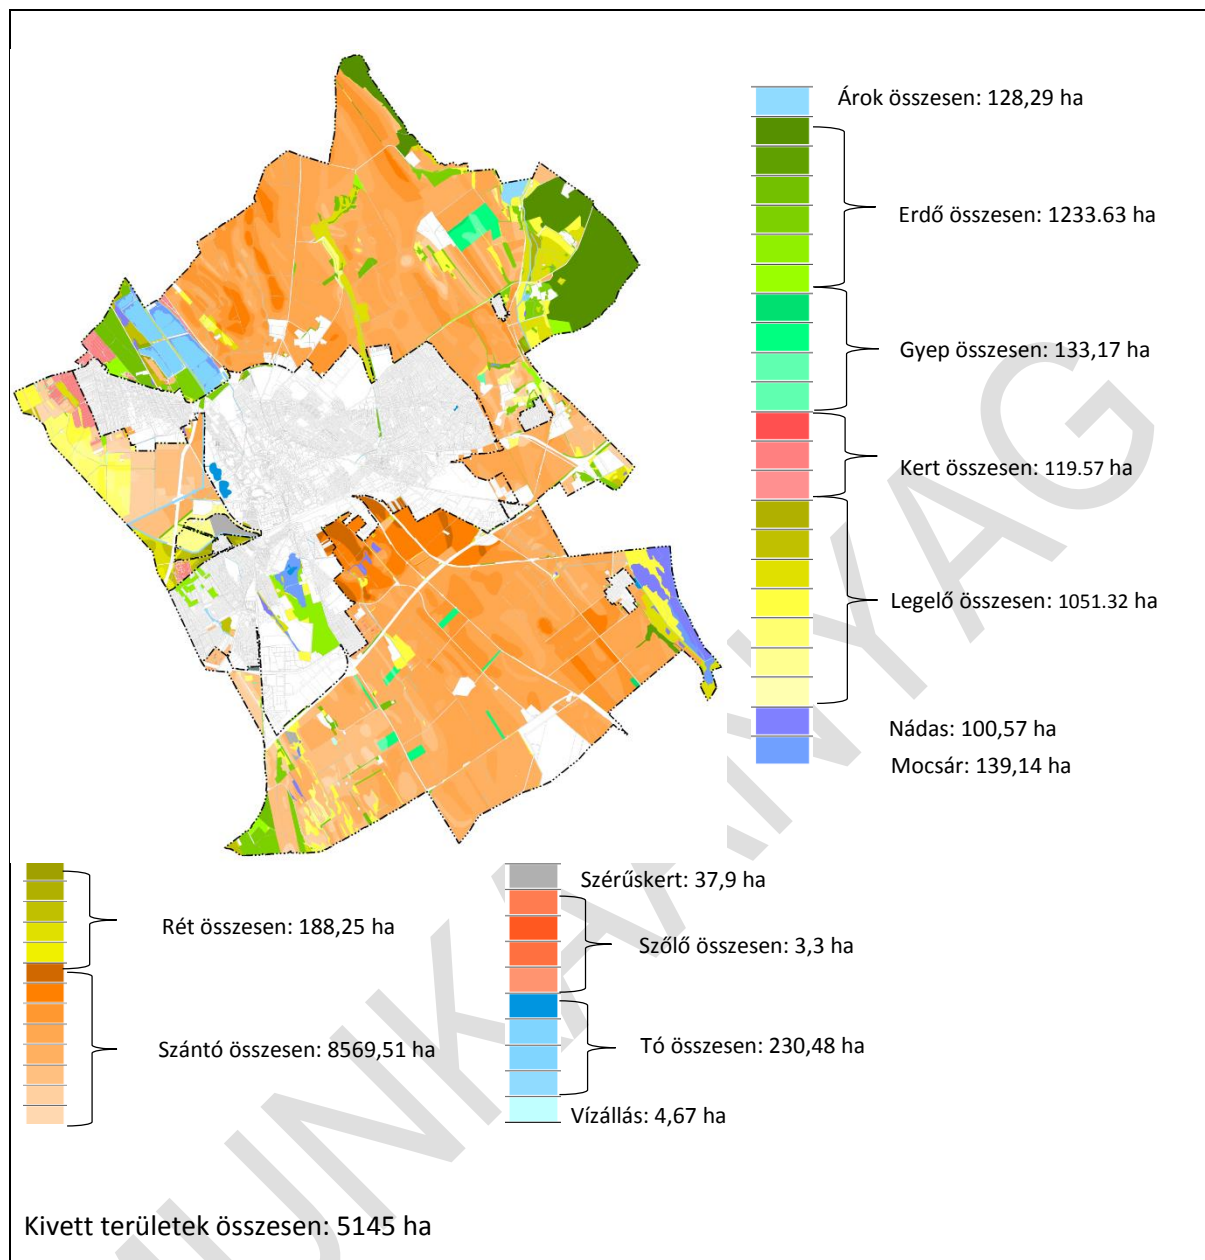 Árok összesen: 128,29 ha
Erdő összesen: 1233.63 ha
Gyep összesen: 133,17 ha
Kert összesen: 119.57 ha
Legelő összesen: 1051.32 ha
Nádas: 100,57 ha
Mocsár: 139,14 ha
Rét összesen: 188,25 ha
Szántó összesen: 8569,51 ha
Szérűskert: 37,9 ha
Szőlő összesen: 3,3 ha
Tó összesen: 230,48 ha
Vízállás: 4,67 ha
Kivett területek összesen: 5145 ha
MUNKAANYAG